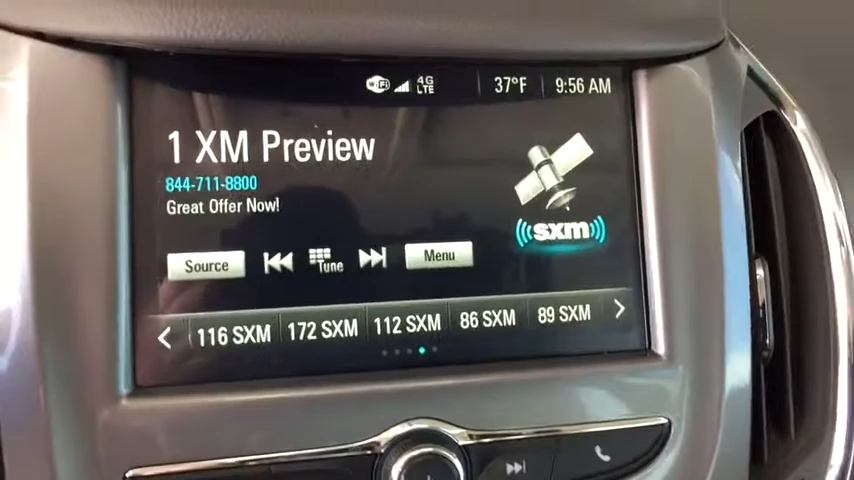 WiFi 4G LTE 37°F 9:56 AM
1 XM Preview
844-711-8800
Great Offer Now!
sxm
Source Tune Menu
116 SXM 172 SXM 112 SXM 86 SXM 89 SXM